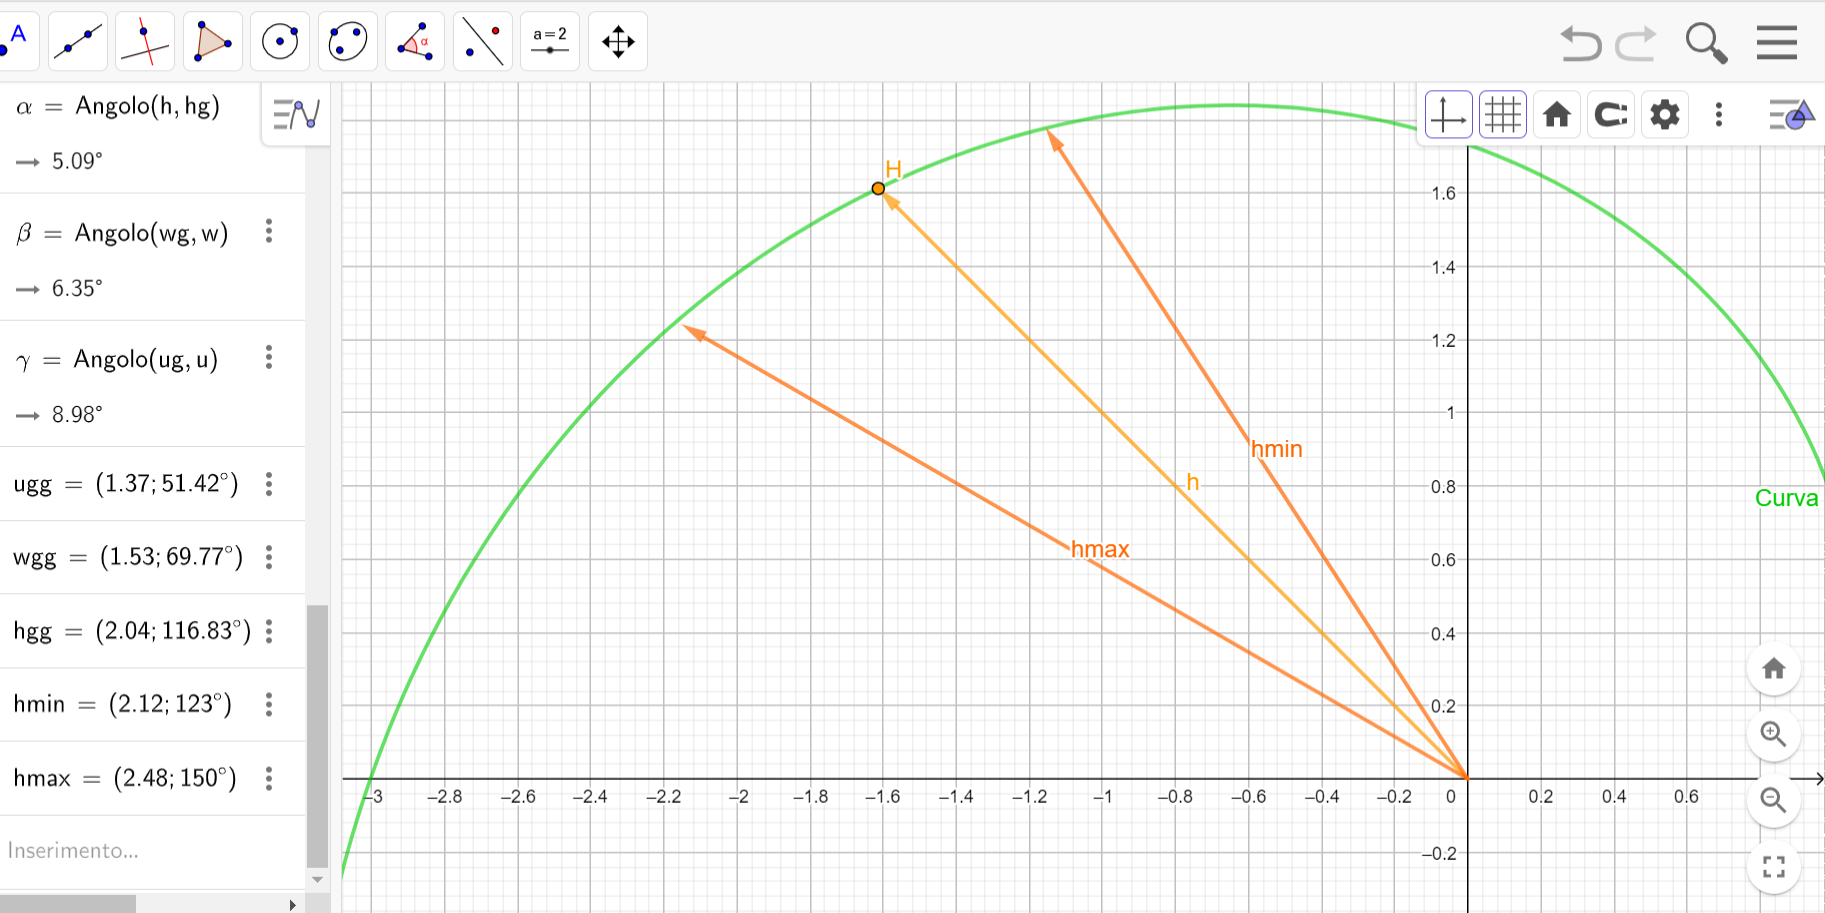 A
α
a=2
α = Angolo(h, hg)
→ 5.09°
β = Angolo(wg, w)
→ 6.35°
γ = Angolo(ug, u)
→ 8.98°
ugg = (1.37; 51.42°)
wgg = (1.53; 69.77°)
hgg = (2.04; 116.83°)
hmin = (2.12; 123°)
hmax = (2.48; 150°)
Inserimento...
H
hmin
h
hmax
Curva
1.6
1.4
1.2
1
0.8
0.6
0.4
0.2
–3 –2.8 –2.6 –2.4 –2.2 –2 –1.8 –1.6 –1.4 –1.2 –1 –0.8 –0.6 –0.4 –0.2 0 0.2 0.4 0.6
–0.2